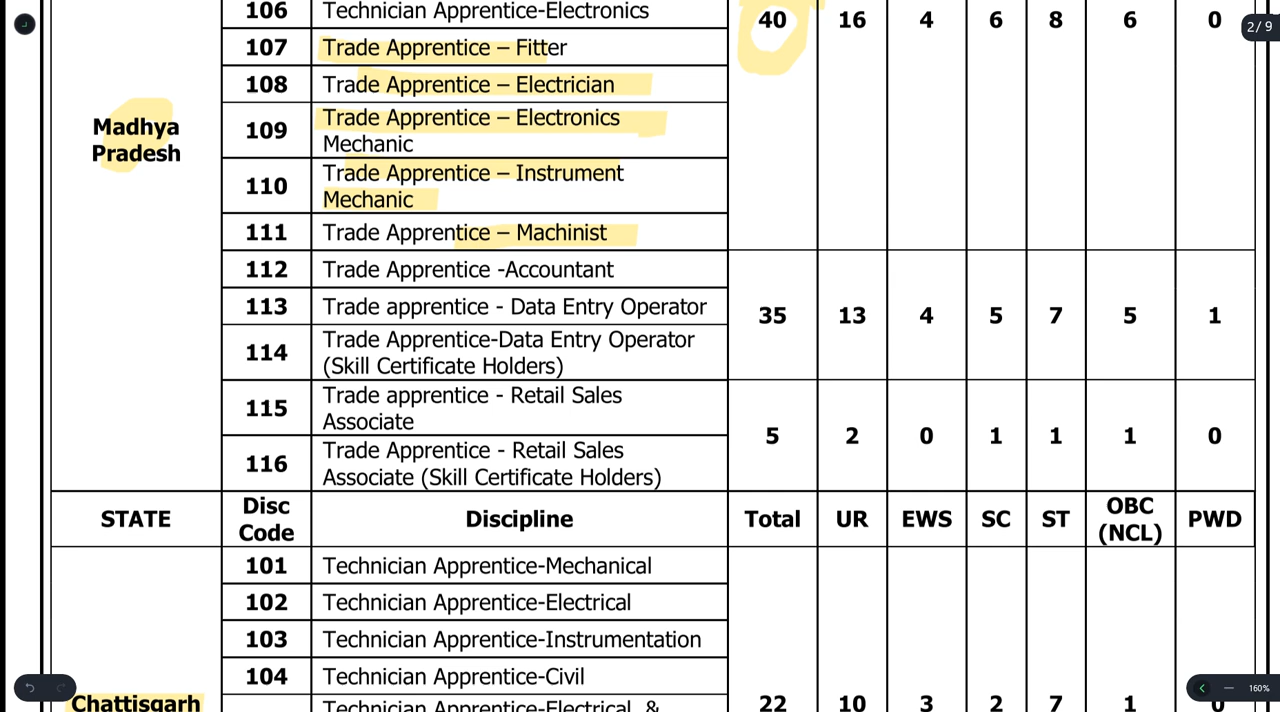 2/ 9
106 Technician Apprentice-Electronics 40 16 4 6 8 6 0
107 Trade Apprentice – Fitter
108 Trade Apprentice – Electrician
Madhya
Pradesh
109 Trade Apprentice – Electronics
Mechanic
110 Trade Apprentice – Instrument
Mechanic
111 Trade Apprentice – Machinist
112 Trade Apprentice -Accountant
113 Trade apprentice - Data Entry Operator 35 13 4 5 7 5 1
114 Trade Apprentice-Data Entry Operator
(Skill Certificate Holders)
115 Trade apprentice - Retail Sales
Associate
5 2 0 1 1 1 0
116 Trade Apprentice - Retail Sales
Associate (Skill Certificate Holders)
STATE Disc
Code Discipline Total UR EWS SC ST OBC
(NCL) PWD
101 Technician Apprentice-Mechanical
102 Technician Apprentice-Electrical
103 Technician Apprentice-Instrumentation
104 Technician Apprentice-Civil
Chattisgarh Technician Apprentice-Electrical & 22 10 3 2 7 1 0
160%